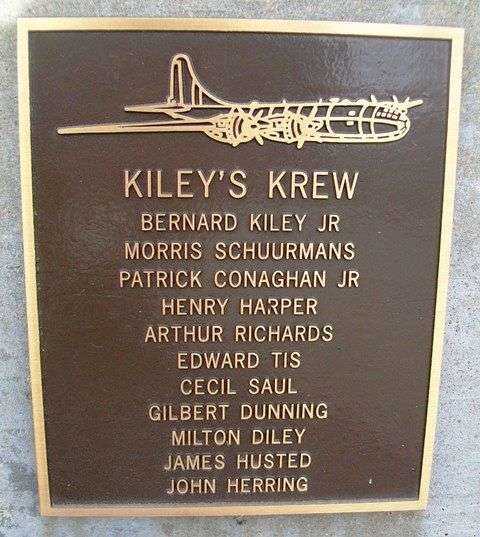 KILEY'S KREW
BERNARD KILEY JR
MORRIS SCHUURMANS
PATRICK CONAGHAN JR
HENRY HARPER
ARTHUR RICHARDS
EDWARD TIS
CECIL SAUL
GILBERT DUNNING
MILTON DILEY
JAMES HUSTED
JOHN HERRING